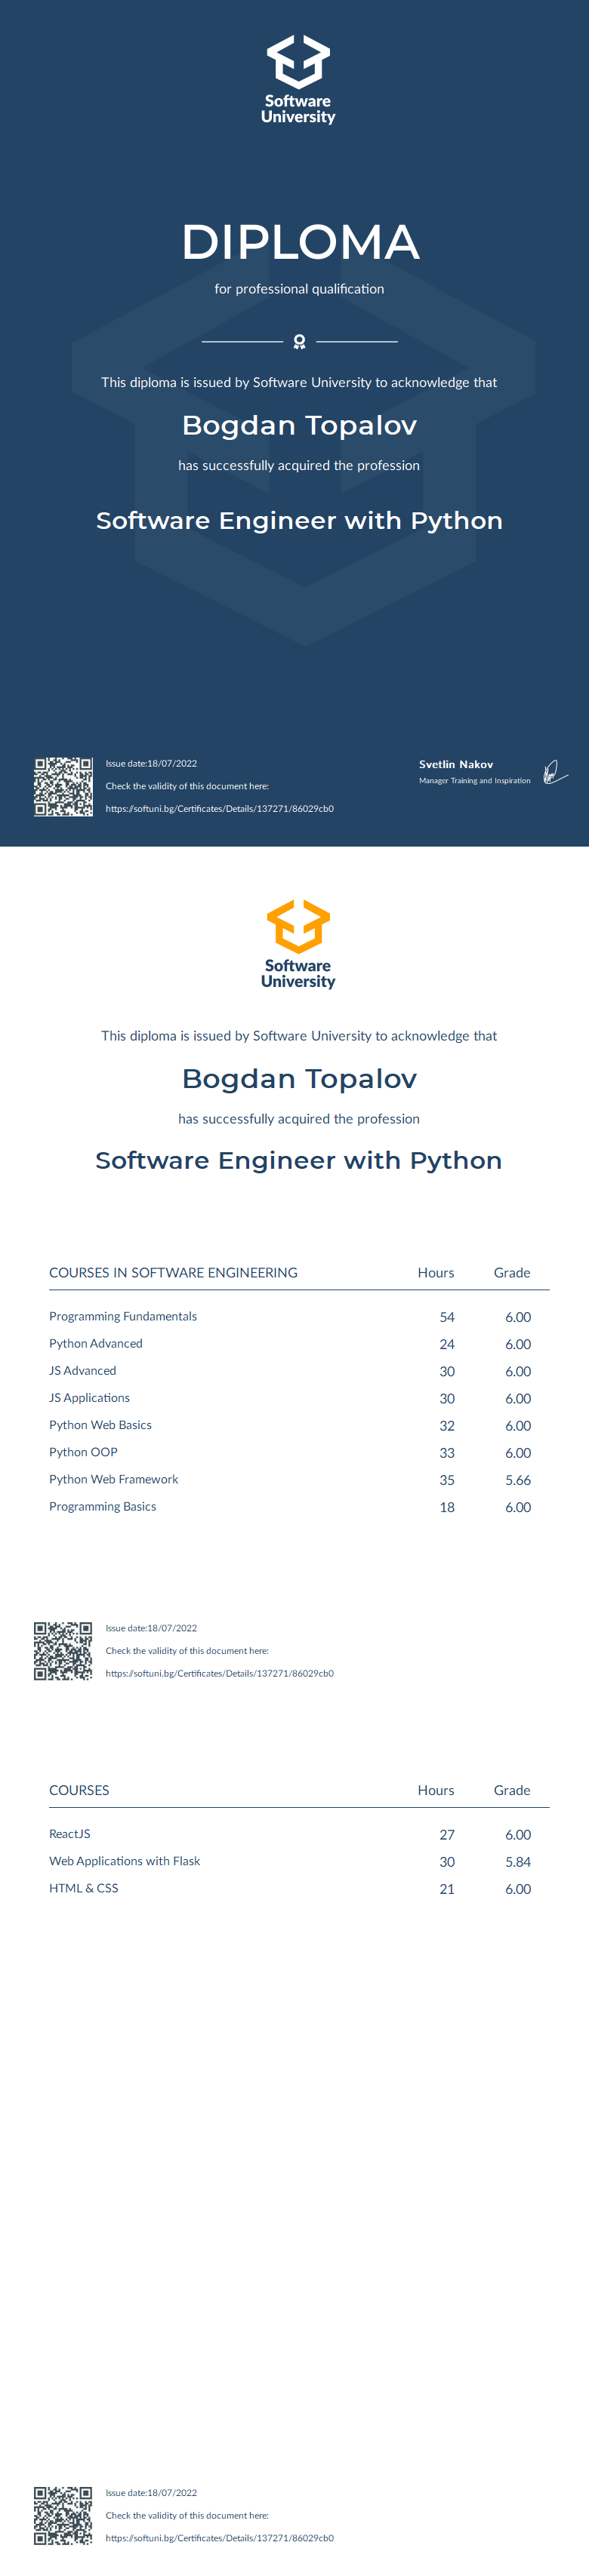 Software
University
DIPLOMA
for professional qualification
This diploma is issued by Software University to acknowledge that
Bogdan Topalov
has successfully acquired the profession
Software Engineer with Python
Issue date:18/07/2022
Check the validity of this document here:
https://softuni.bg/Certificates/Details/137271/86029cb0
Svetlin Nakov
Manager Training and Inspiration
Software
University
This diploma is issued by Software University to acknowledge that
Bogdan Topalov
has successfully acquired the profession
Software Engineer with Python
COURSES IN SOFTWARE ENGINEERING Hours Grade
Programming Fundamentals 54 6.00
Python Advanced 24 6.00
JS Advanced 30 6.00
JS Applications 30 6.00
Python Web Basics 32 6.00
Python OOP 33 6.00
Python Web Framework 35 5.66
Programming Basics 18 6.00
Issue date:18/07/2022
Check the validity of this document here:
https://softuni.bg/Certificates/Details/137271/86029cb0
COURSES Hours Grade
ReactJS 27 6.00
Web Applications with Flask 30 5.84
HTML & CSS 21 6.00
Issue date:18/07/2022
Check the validity of this document here:
https://softuni.bg/Certificates/Details/137271/86029cb0